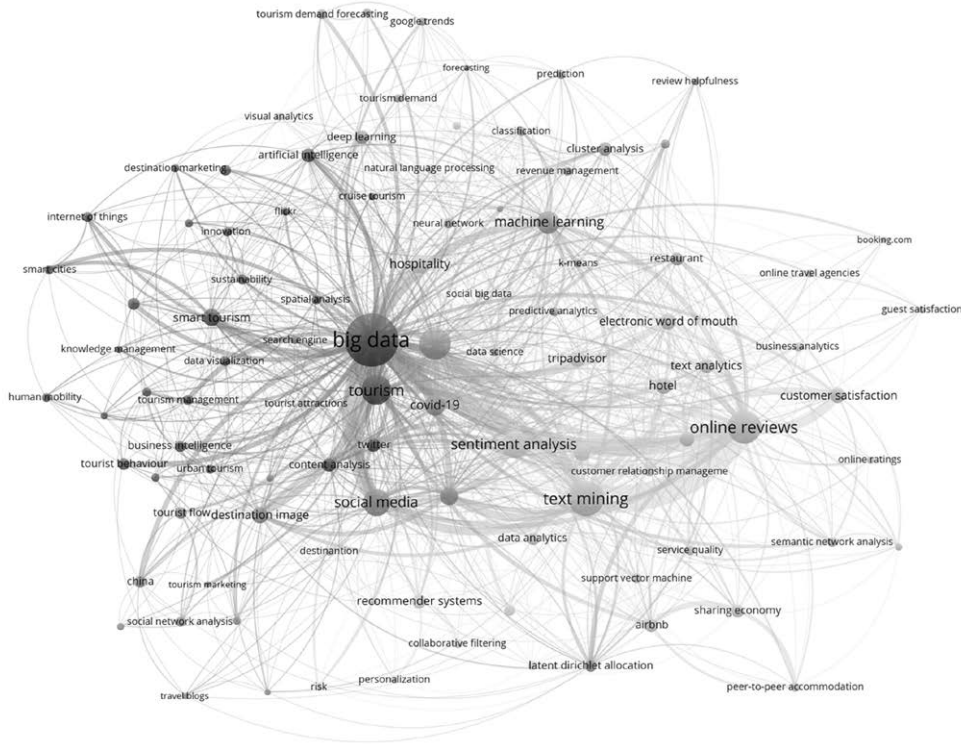 tourism demand forecasting
google trends
forecasting
prediction
review helpfulness
tourism demand
visual analytics
deep learning
classification
artificial intelligence
cluster analysis
destination marketing
natural language processing
revenue management
cruise tourism
internet of things
flickr
neural network
machine learning
innovation
booking.com
smart cities
hospitality
k-means
restaurant
online travel agencies
sustainability
spatial analysis
social big data
smart tourism
predictive analytics
electronic word of mouth
guest satisfaction
search engine
big data
knowledge management
data visualization
data science
tripadvisor
business analytics
text analytics
human mobility
tourism management
tourist attractions
tourism
covid-19
hotel
customer satisfaction
online reviews
business intelligence
twitter
sentiment analysis
tourist behaviour
urban tourism
content analysis
customer relationship manageme
online ratings
social media
text mining
tourist flow
destination image
data analytics
semantic network analysis
destinantion
service quality
china
tourism marketing
support vector machine
recommender systems
sharing economy
social network analysis
airbnb
collaborative filtering
latent dirichlet allocation
personalization
risk
travel blogs
peer-to-peer accommodation